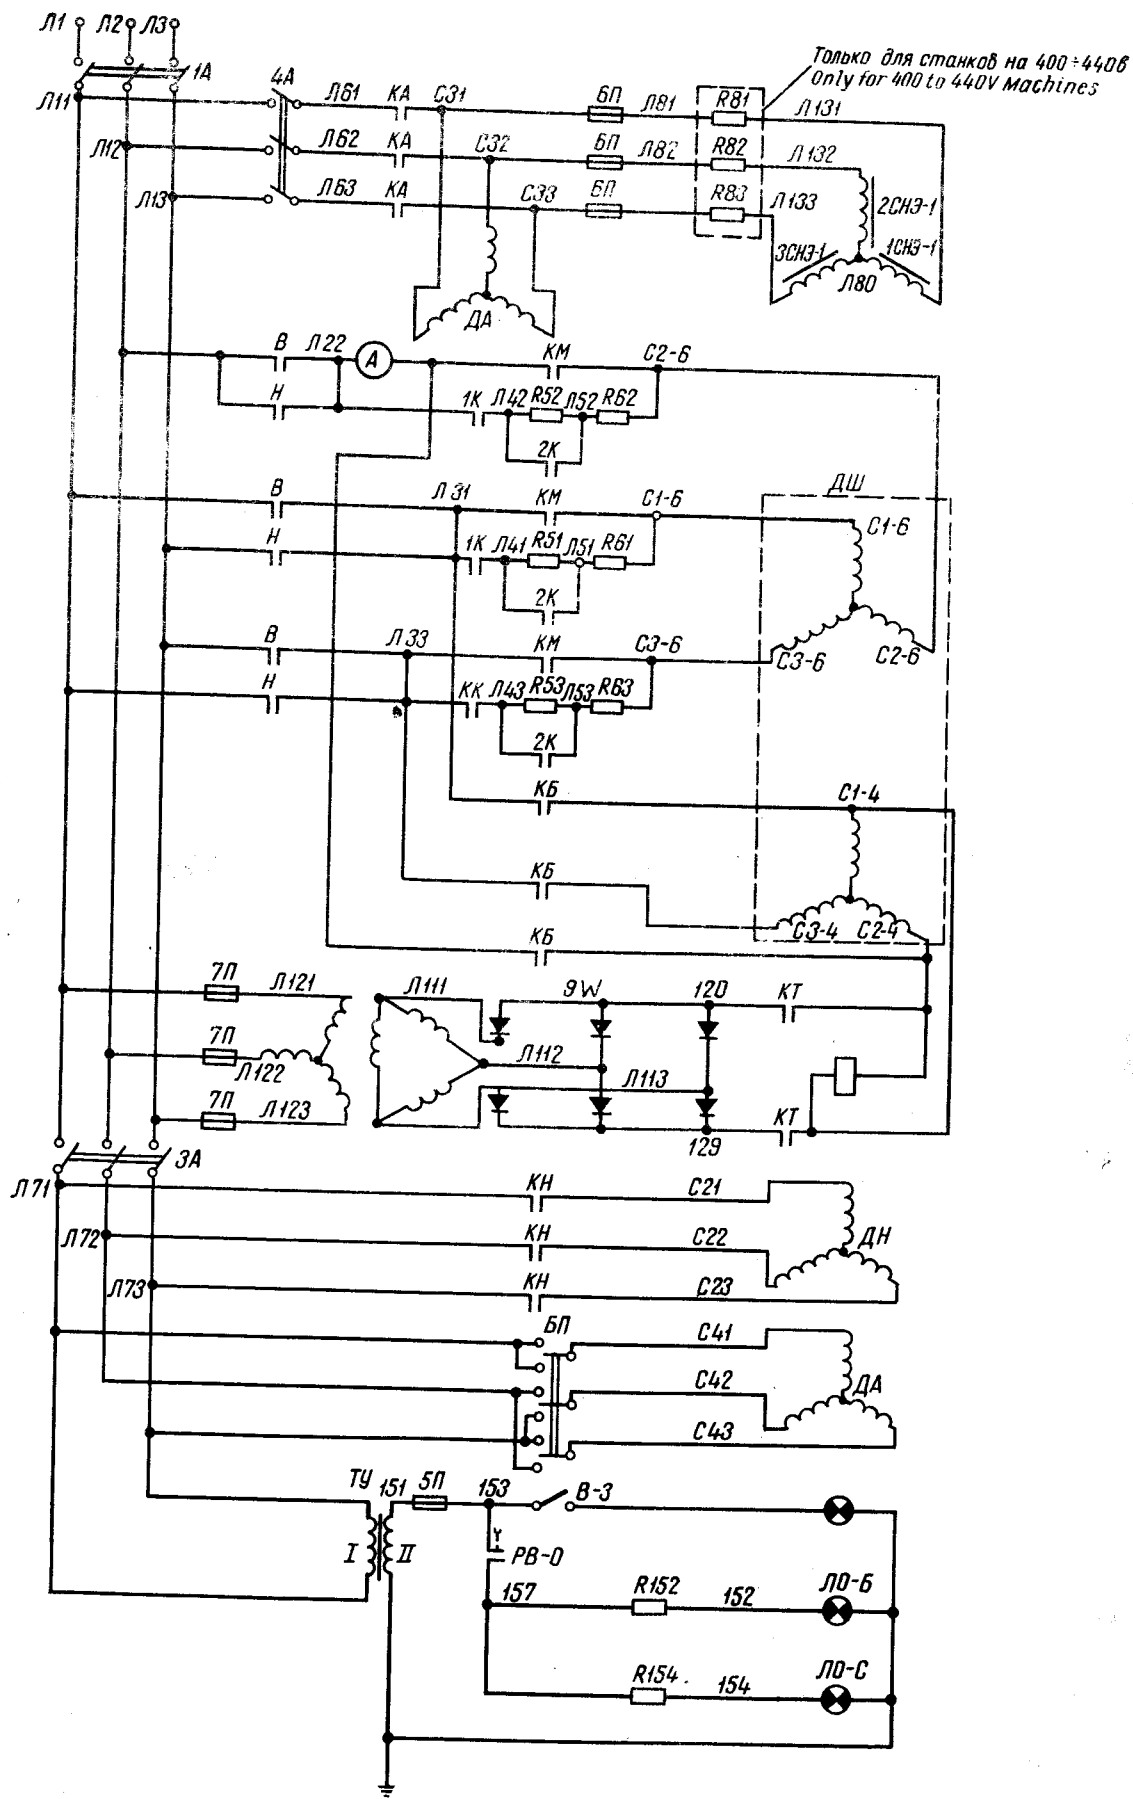 Л1 Л2 Л3
Только для станков на 400÷440в
Only for 400 to 440V Machines
1А
4А
Л11 Л61 КА С31 6П Л81 R81 Л131
Л12 Л62 КА С32 6П Л82 R82 Л132
Л13 Л63 КА С33 6П Л83 R83 Л133
2СНЭ-1
3СНЭ-1 1СНЭ-1
Л80
ДА
В Л22 А КМ С2-6
Н 1К Л42 R52 Л52 R62
2К
ДШ
В Л31 КМ С1-6
С1-6
Н 1К Л41 R51 Л51 R61
2К
В Л33 КМ С3-6
С3-6 С2-6
Н КК Л43 R53 Л53 R63
2К
КБ С1-4
КБ
С3-4 С2-4
КБ
7П Л121 Л111 9W 120 КТ
7П Л122 Л112
Л113
7П Л123
129 КТ
3А
Л71 КН С21
Л72 КН С22 ДН
Л73 КН С23
БП С41
С42 ДА
С43
ТУ 151 5П 153 В-3
I II РВ-0
157 R152 152 ЛО-Б
R154 154 ЛО-С